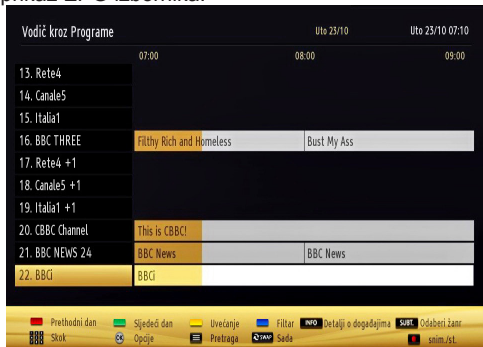 Vodič kroz Programe Uto 23/10 Uto 23/10 07:10
07:00 08:00 09:00
13. Rete4
14. Canale5
15. Italia1
16. BBC THREE Filthy Rich and Homeless Bust My Ass
17. Rete4 +1
18. Canale5 +1
19. Italia1 +1
20. CBBC Channel This is CBBC!
21. BBC NEWS 24 BBC News BBC News
22. BBCi BBCi
Prethodni dan Sljedeći dan Uvećanje Filtar INFO Detalji o događajima SUBT. Odaberi žanr
Skok OK Opcije Pretraga SWAP Sada snim./st.